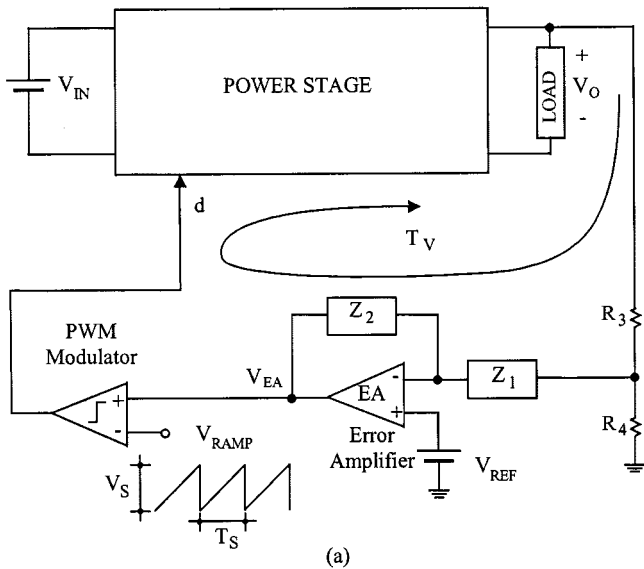 V_IN
POWER STAGE
LOAD
+
V_O
-
d
T_V
R_3
PWM
Modulator
Z_2
V_EA
-
EA
+
Z_1
+
-
V_RAMP
Error
Amplifier
V_REF
R_4
V_S
T_S
(a)